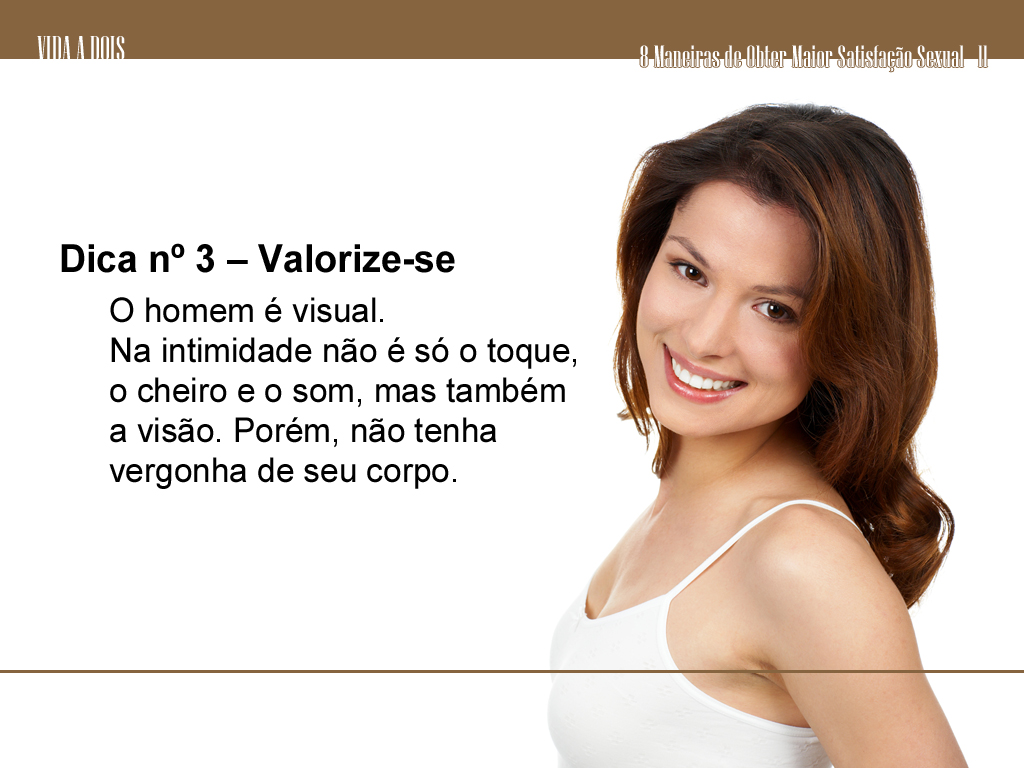 VIDA A DOIS
8 Maneiras de Obter Maior Satisfação Sexual II
Dica nº 3 – Valorize-se
O homem é visual.
Na intimidade não é só o toque,
o cheiro e o som, mas também
a visão. Porém, não tenha
vergonha de seu corpo.